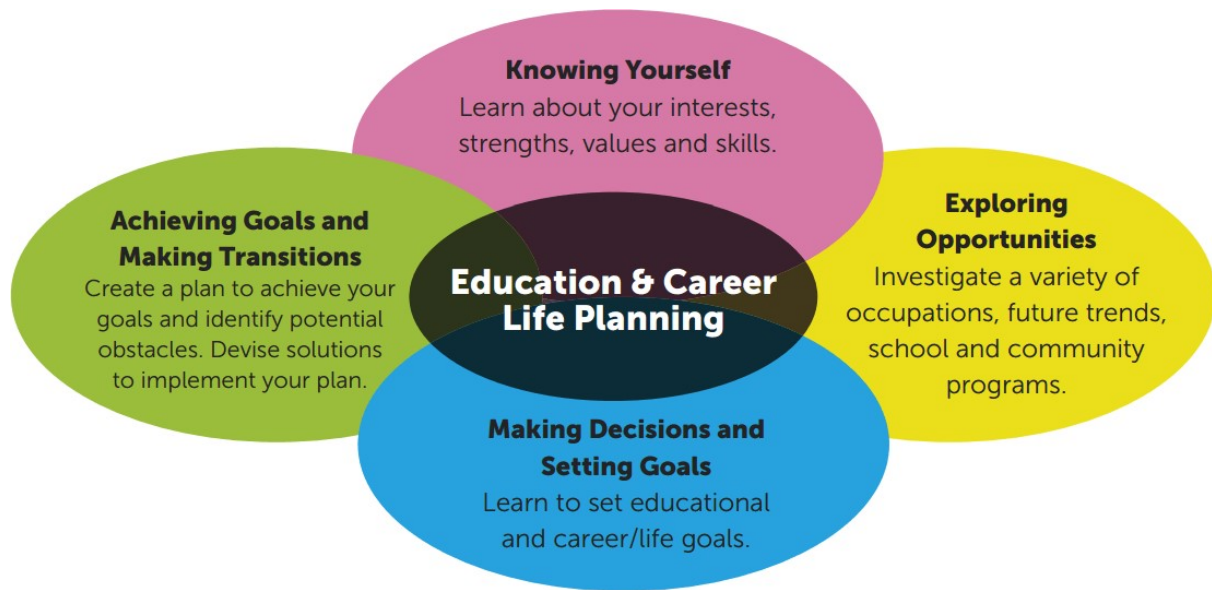 Knowing Yourself
Learn about your interests,
strengths, values and skills.
Achieving Goals and
Making Transitions
Create a plan to achieve your
goals and identify potential
obstacles. Devise solutions
to implement your plan.
Education & Career
Life Planning
Exploring
Opportunities
Investigate a variety of
occupations, future trends,
school and community
programs.
Making Decisions and
Setting Goals
Learn to set educational
and career/life goals.